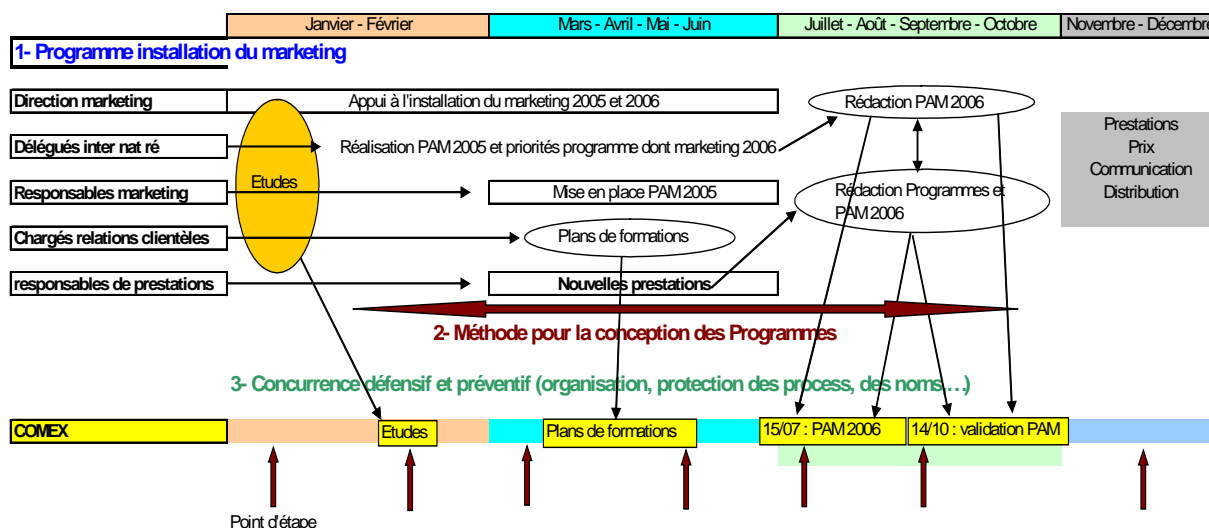 Janvier - Février
Mars - Avril - Mai - Juin
Juillet - Août - Septembre - Octobre
Novembre - Décembre
1- Programme installation du marketing
Direction marketing
Appui à l'installation du marketing 2005 et 2006
Rédaction PAM 2006
Délégués inter nat ré
Réalisation PAM 2005 et priorités programme dont marketing 2006
Prestations
Prix
Communication
Distribution
Etudes
Responsables marketing
Mise en place PAM 2005
Rédaction Programmes et
PAM 2006
Chargés relations clientèles
Plans de formations
responsables de prestations
Nouvelles prestations
2- Méthode pour la conception des Programmes
3- Concurrence défensif et préventif (organisation, protection des process, des noms…)
COMEX
Etudes
Plans de formations
15/07 : PAM 2006
14/10 : validation PAM
Point d'étape